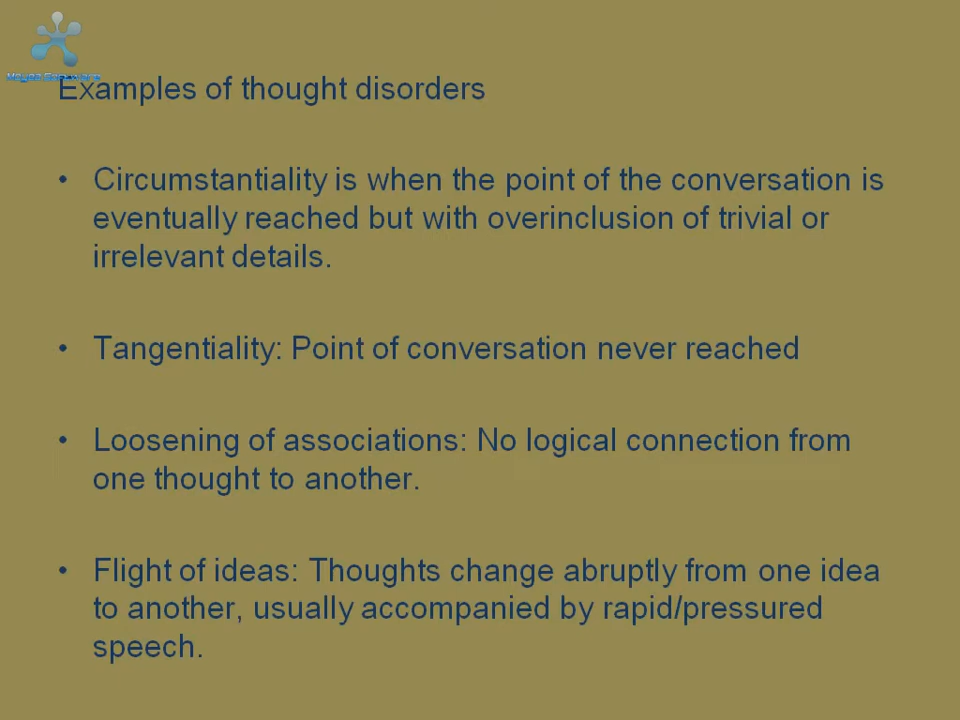 Examples of thought disorders
• Circumstantiality is when the point of the conversation is
eventually reached but with overinclusion of trivial or
irrelevant details.
• Tangentiality: Point of conversation never reached
• Loosening of associations: No logical connection from
one thought to another.
• Flight of ideas: Thoughts change abruptly from one idea
to another, usually accompanied by rapid/pressured
speech.